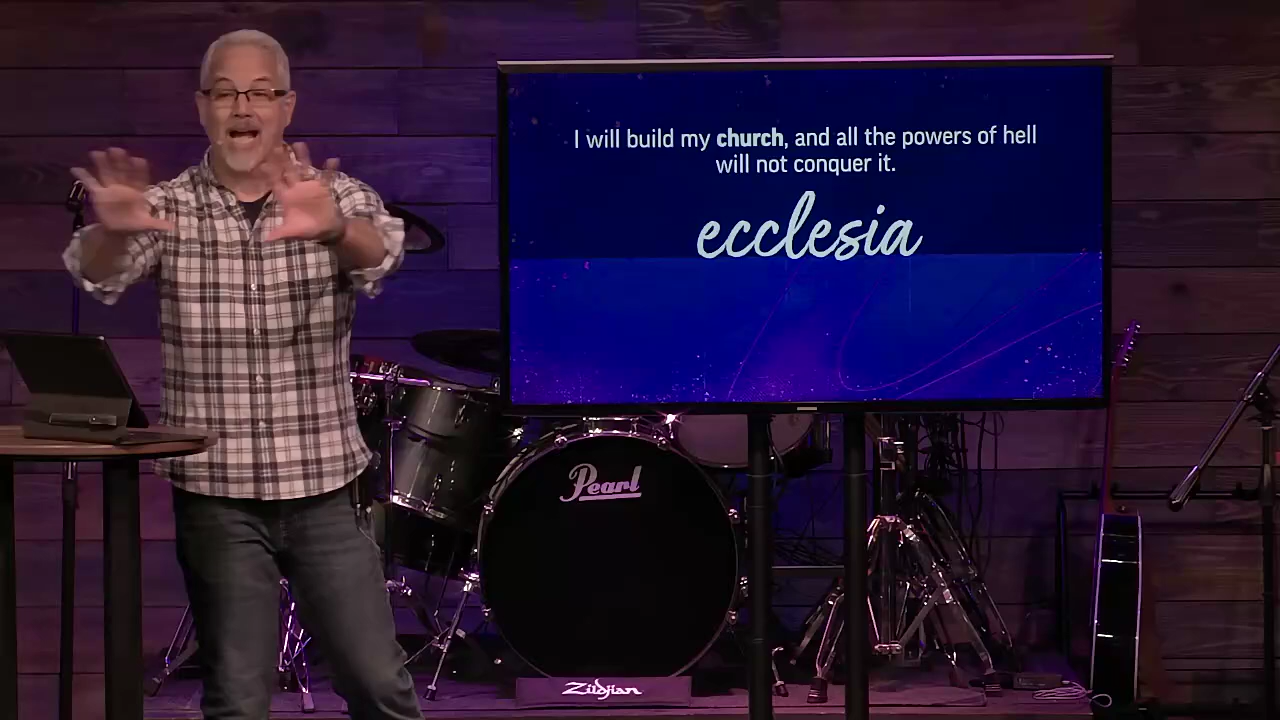 I will build my church, and all the powers of hell
will not conquer it.
ecclesia
Pearl
Zildjian